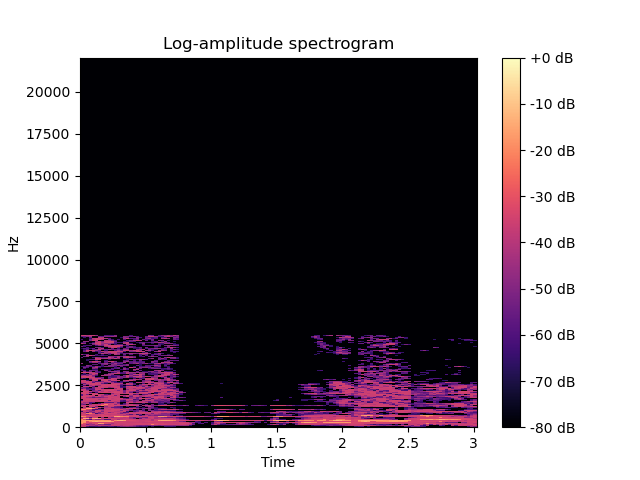 Log-amplitude spectrogram
Hz
20000
17500
15000
12500
10000
7500
5000
2500
0
0 0.5 1 1.5 2 2.5 3
Time
+0 dB
-10 dB
-20 dB
-30 dB
-40 dB
-50 dB
-60 dB
-70 dB
-80 dB